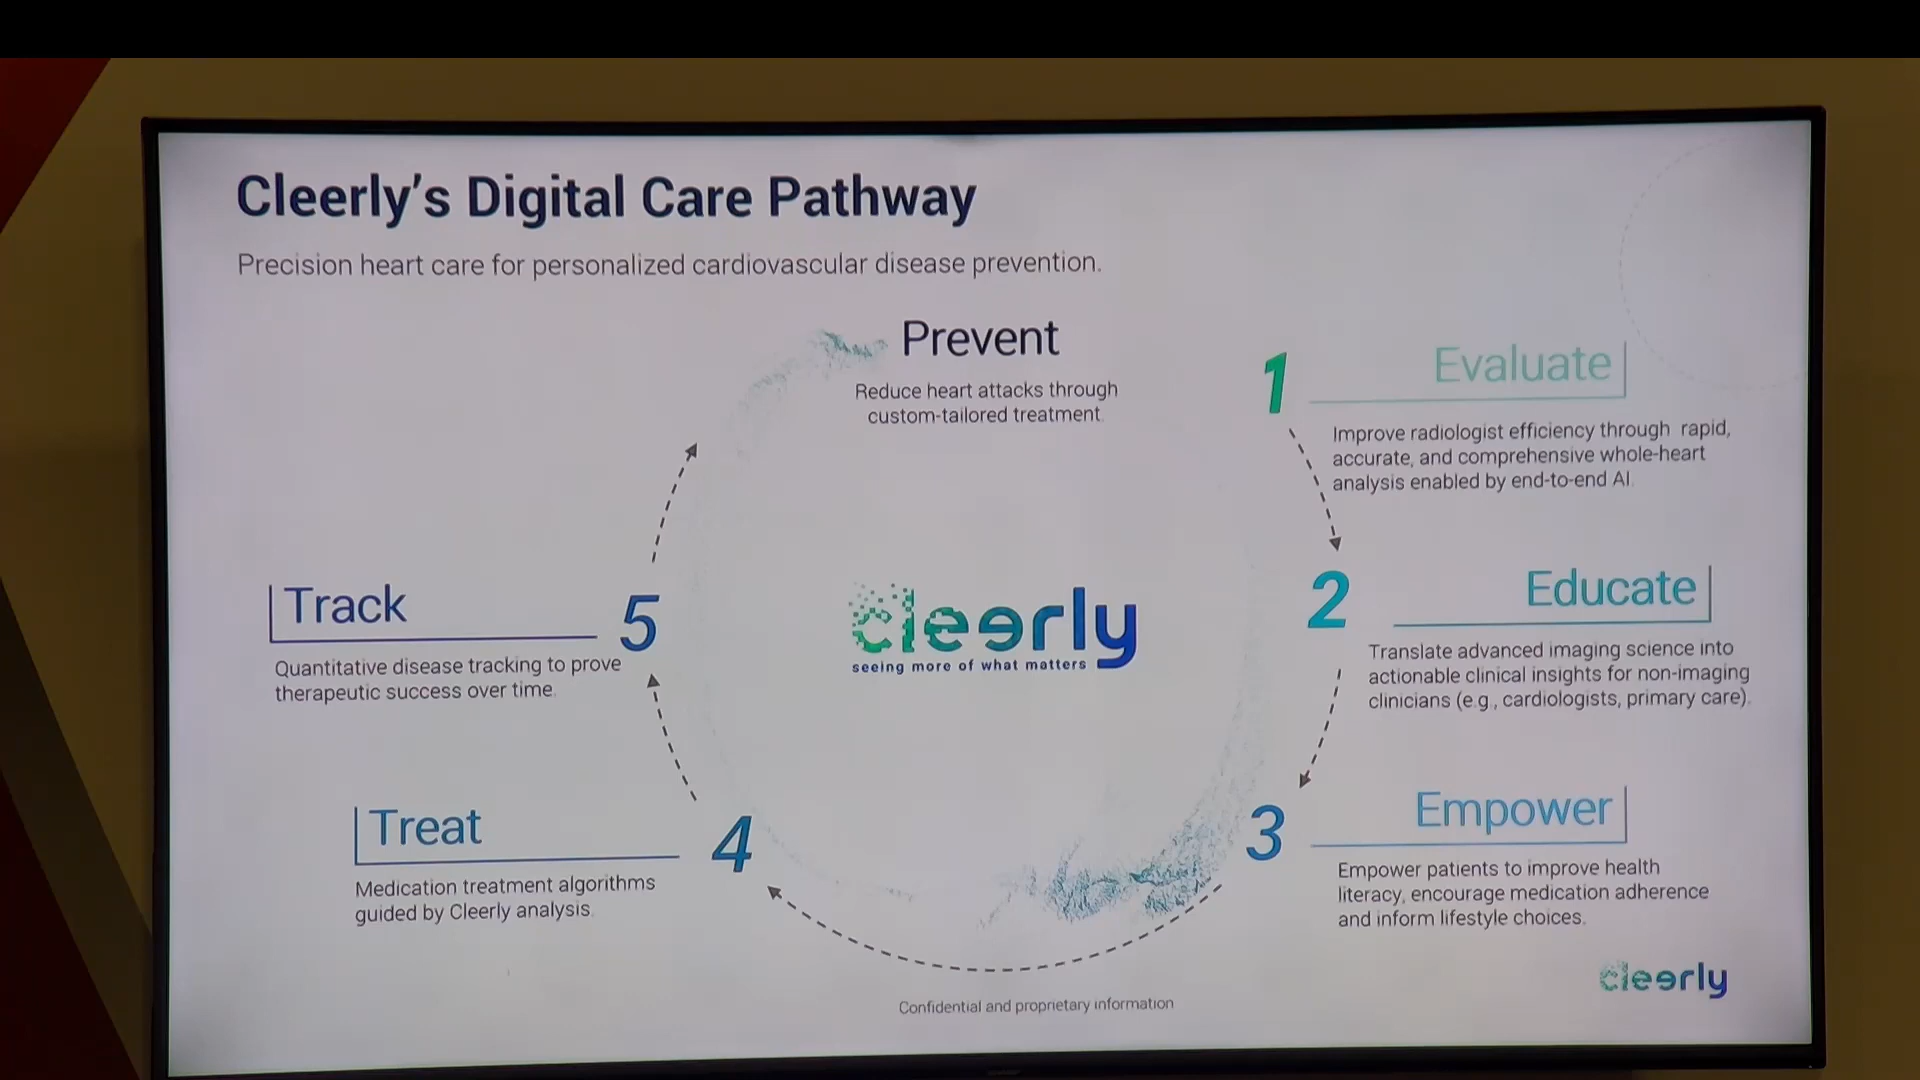 Cleerly's Digital Care Pathway
Precision heart care for personalized cardiovascular disease prevention.
Prevent
Reduce heart attacks through
custom-tailored treatment.
1
Evaluate
Improve radiologist efficiency through rapid,
accurate, and comprehensive whole-heart
analysis enabled by end-to-end AI.
2
Educate
Translate advanced imaging science into
actionable clinical insights for non-imaging
clinicians (e.g., cardiologists, primary care).
3
Empower
Empower patients to improve health
literacy, encourage medication adherence
and inform lifestyle choices.
4
Treat
Medication treatment algorithms
guided by Cleerly analysis.
5
Track
Quantitative disease tracking to prove
therapeutic success over time.
cleerly
seeing more of what matters
cleerly
Confidential and proprietary information